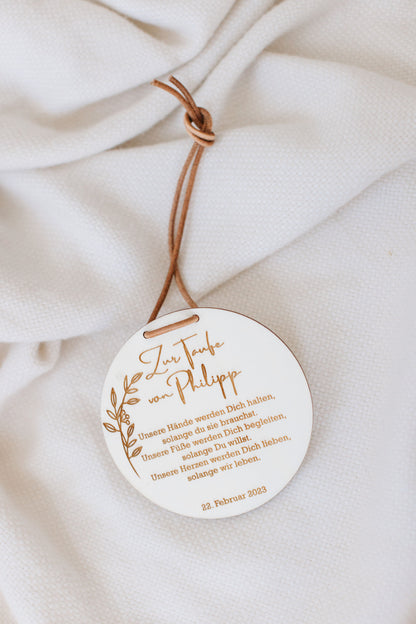 Zur Taufe
von Philipp
Unsere Hände werden Dich halten,
solange du sie brauchst.
Unsere Füße werden Dich begleiten,
solange Du willst.
Unsere Herzen werden Dich lieben,
solange wir leben.
22. Februar 2023